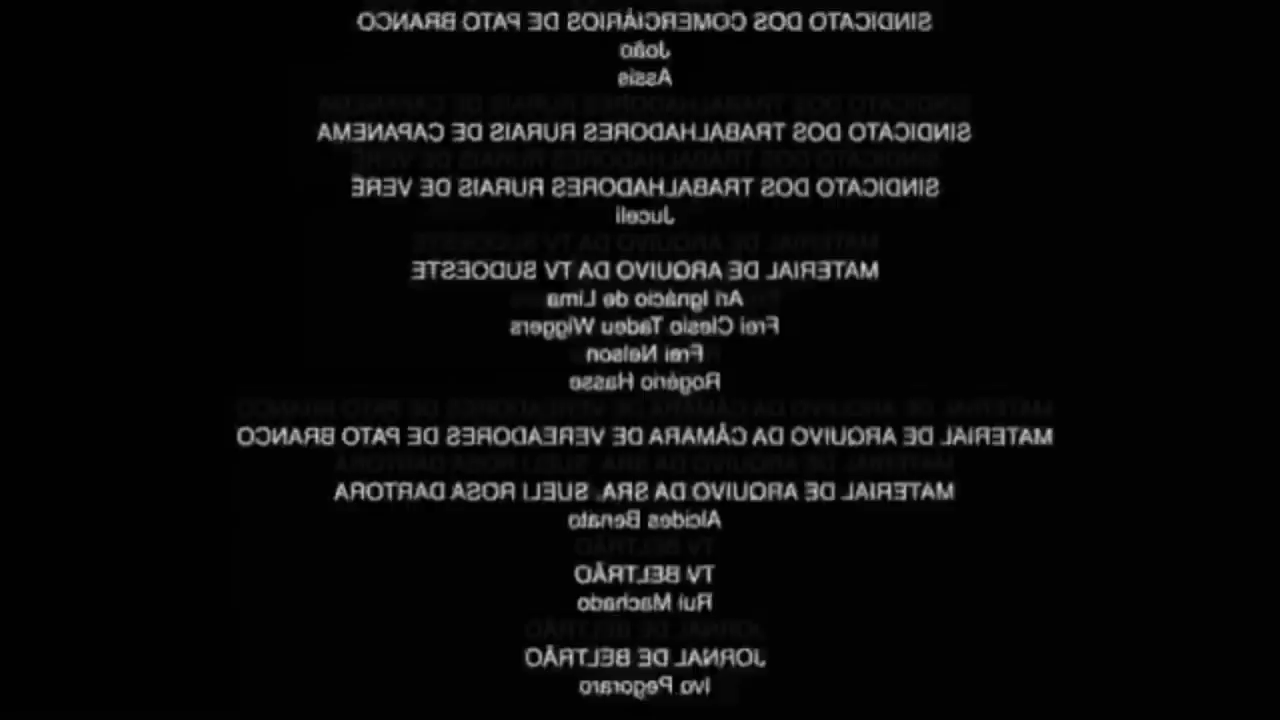 SINDICATO DOS COMERCIÁRIOS DE PATO BRANCO
João
Assis
SINDICATO DOS TRABALHADORES RURAIS DE CAPANEMA
SINDICATO DOS TRABALHADORES RURAIS DE VERÊ
Juceli
MATERIAL DE ARQUIVO DA TV SUDOESTE
Ari Ignácio de Lima
Frei Clesio Tadeu Wiggers
Frei Nelson
Rogério Hasse
MATERIAL DE ARQUIVO DA CÂMARA DE VEREADORES DE PATO BRANCO
MATERIAL DE ARQUIVO DA SRA. SUELI ROSA DARTORA
Alcides Benato
TV BELTRÃO
Rui Machado
JORNAL DE BELTRÃO
Ivo Pegoraro